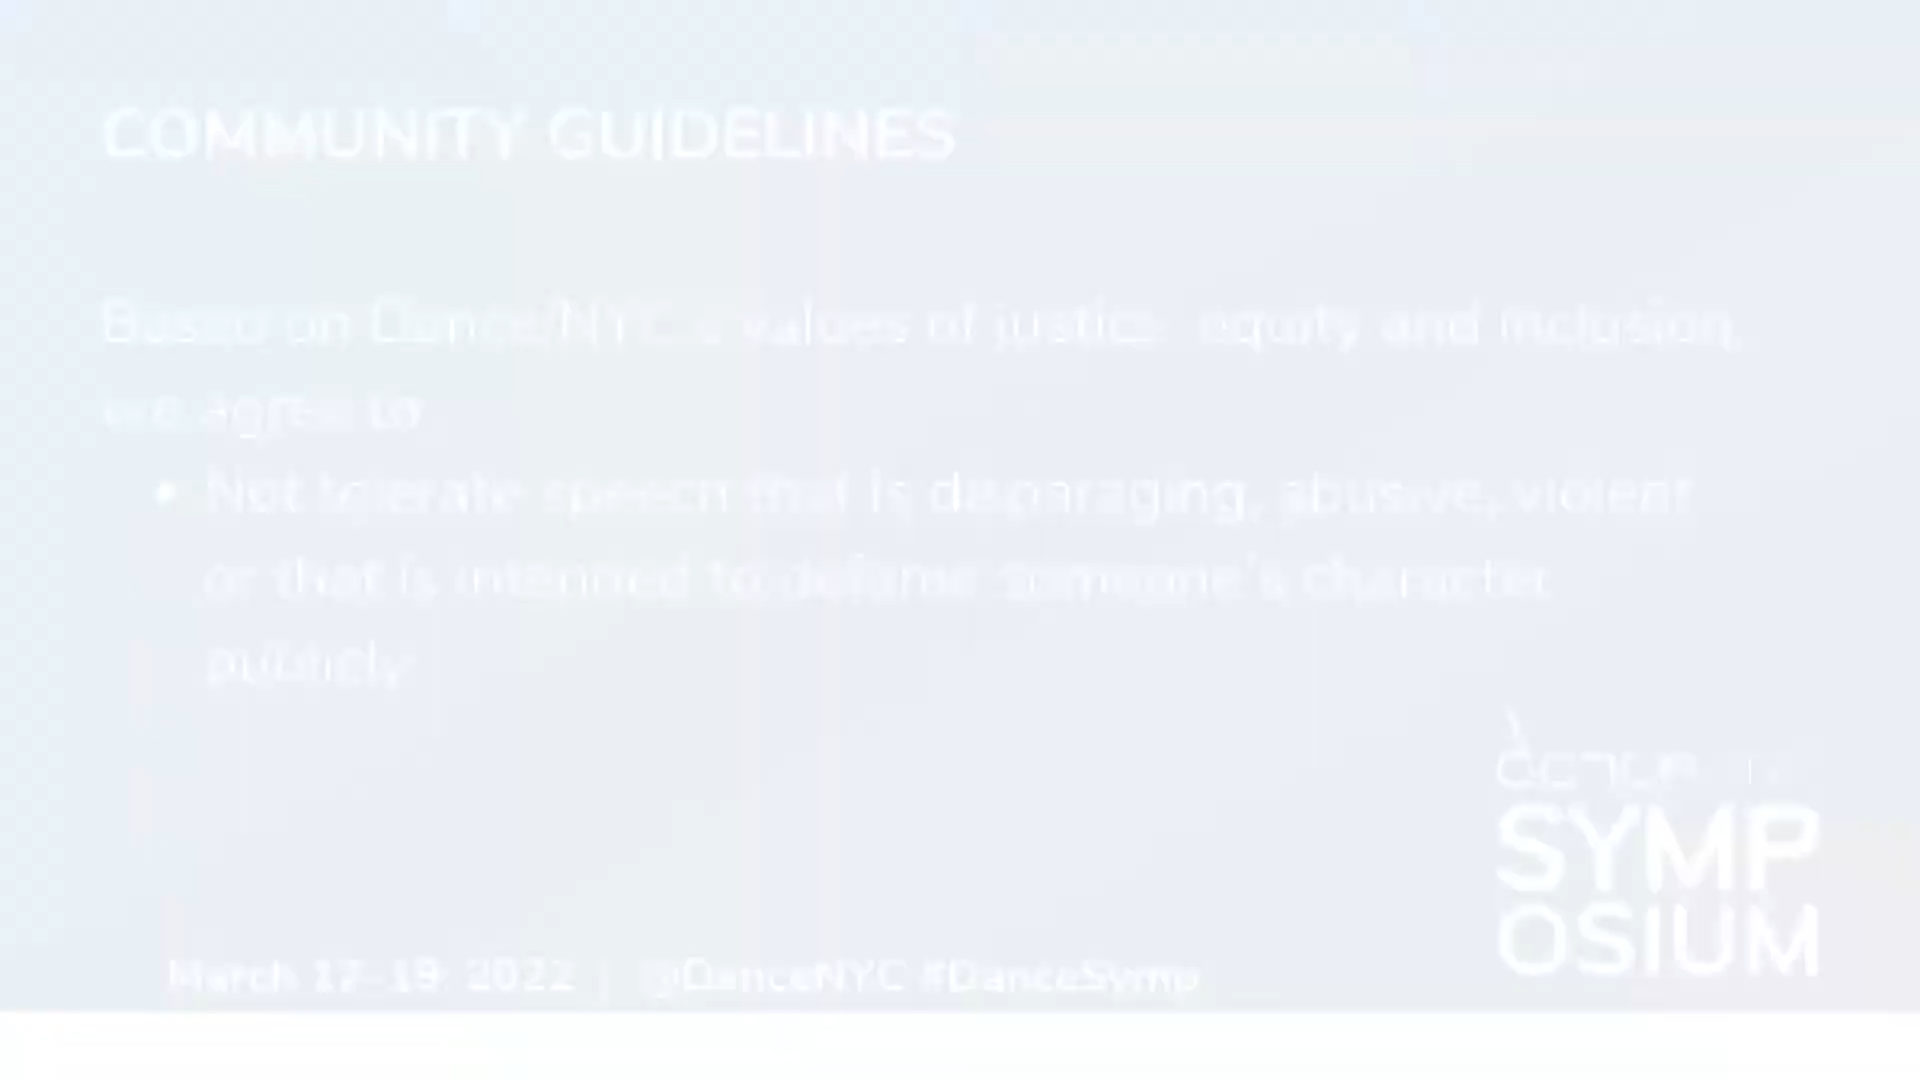 COMMUNITY GUIDELINES
Based on Dance/NYC's values of justice, equity and inclusion,
we agree to
• Not tolerate speech that is disparaging, abusive, violent
or that is intended to defame someone's character
publicly
SYMP
OSIUM
March 17-19, 2022 | @DanceNYC #DanceSymp